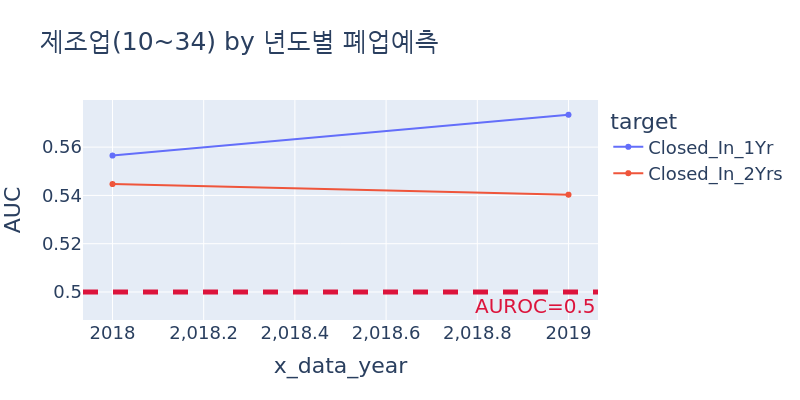 제조업(10~34) by 년도별 폐업예측
target
Closed_In_1Yr
Closed_In_2Yrs
AUC
0.56
0.54
0.52
0.5
AUROC=0.5
2018
2,018.2
2,018.4
2,018.6
2,018.8
2019
x_data_year